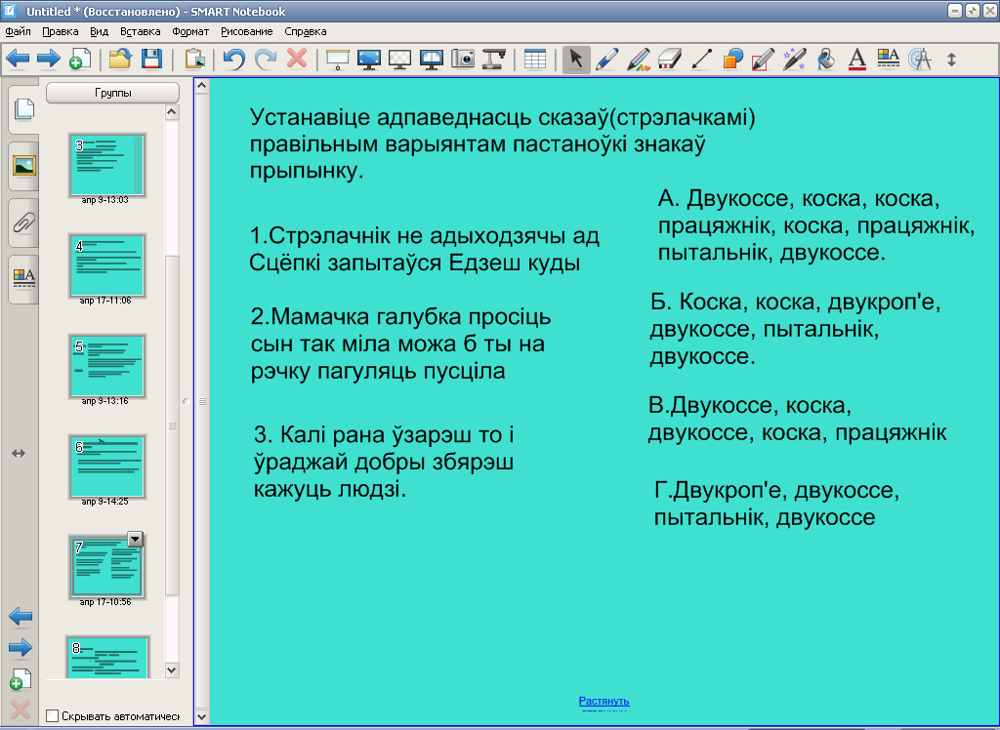 Untitled * (Восстановлено) - SMART Notebook
Файл Правка Вид Вставка Формат Рисование Справка
Группы
3
апр 9-13:03
4
апр 17-11:06
5
апр 9-13:16
6
апр 9-14:25
7
апр 17-10:56
8
Скрывать автоматичесн
Устанавіце адпаведнасць сказаў(стрэлачкамі)
правільным варыянтам пастаноўкі знакаў
прыпынку.
1.Стрэлачнік не адыходзячы ад
Сцёпкі запытаўся Едзеш куды
2.Мамачка галубка просіць
сын так міла можа б ты на
рэчку пагуляць пусціла
3. Калі рана ўзарэш то і
ўраджай добры збярэш
кажуць людзі.
А. Двукоссе, коска, коска,
працяжнік, коска, працяжнік,
пытальнік, двукоссе.
Б. Коска, коска, двукроп'е,
двукоссе, пытальнік,
двукоссе.
В.Двукоссе, коска,
двукоссе, коска, працяжнік
Г.Двукроп'е, двукоссе,
пытальнік, двукоссе
Растянуть